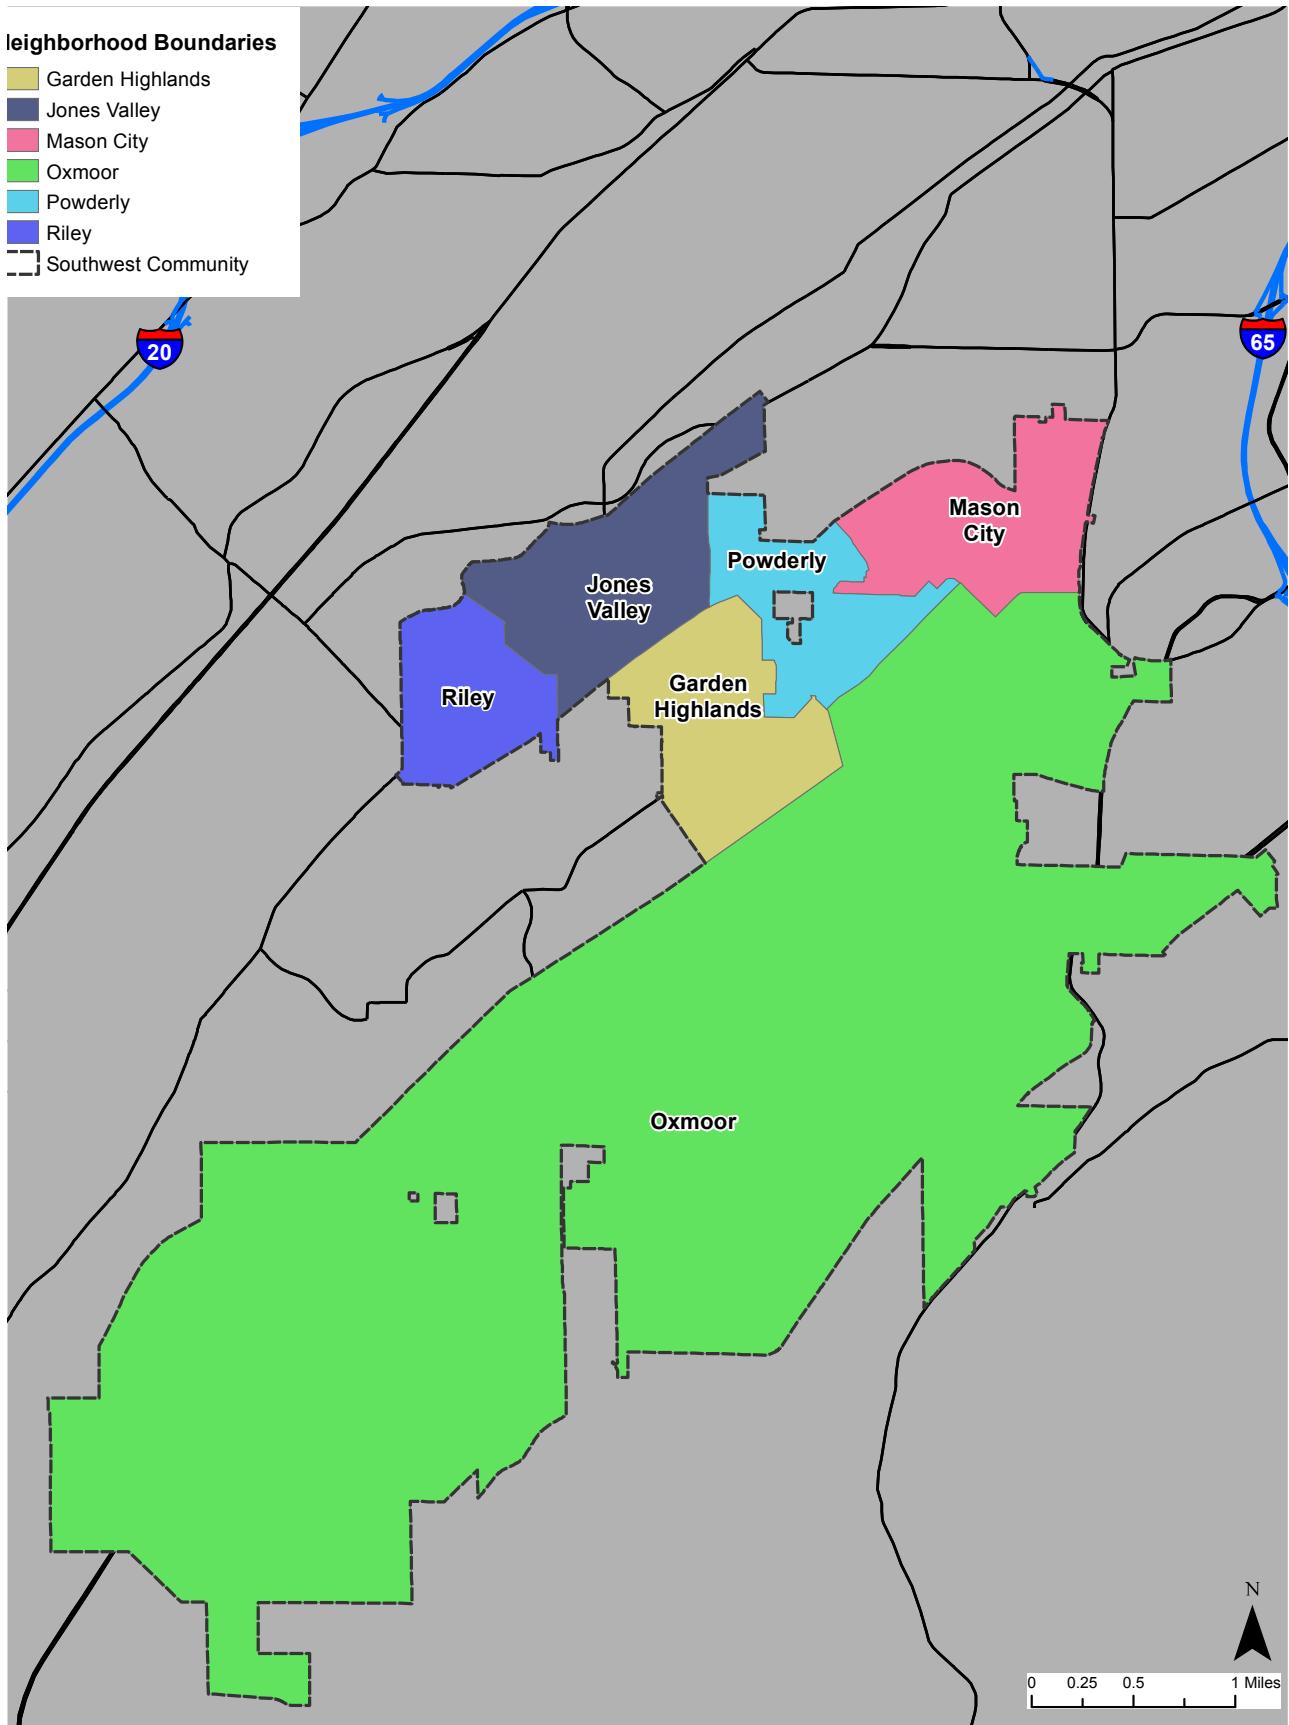 eighborhood Boundaries
Garden Highlands
Jones Valley
Mason City
Oxmoor
Powderly
Riley
Southwest Community
20
65
Mason
City
Powderly
Jones
Valley
Riley
Garden
Highlands
Oxmoor
N
0 0.25 0.5 1 Miles